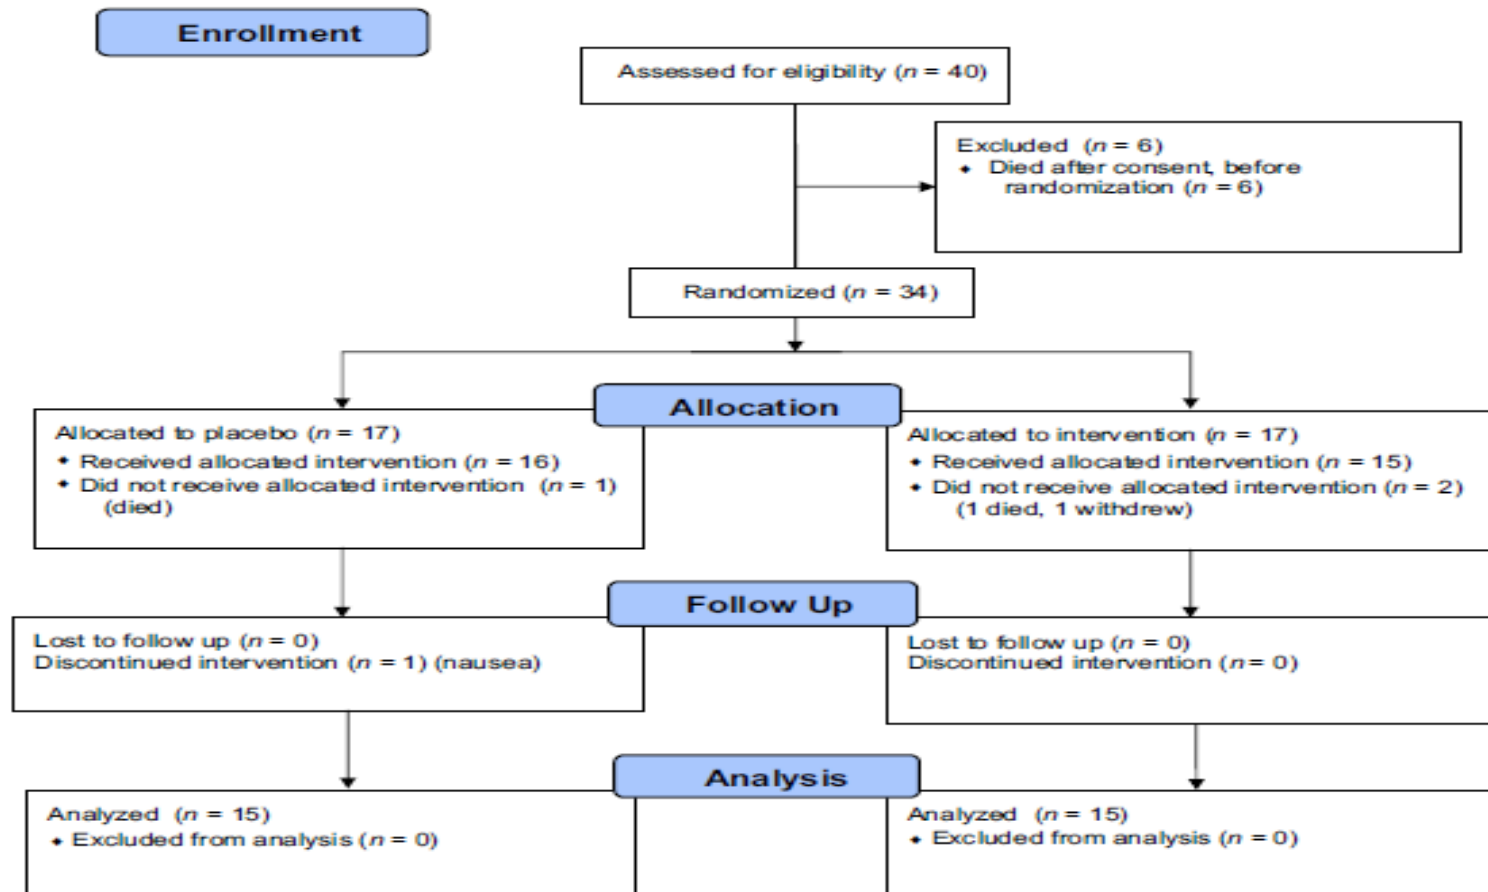 Enrollment
Assessed for eligibility (n = 40)
Excluded (n = 6)
• Died after consent, before
randomization (n = 6)
Randomized (n = 34)
Allocation
Allocated to placebo (n = 17)
• Received allocated intervention (n = 16)
• Did not receive allocated intervention (n = 1)
(died)
Allocated to intervention (n = 17)
• Received allocated intervention (n = 15)
• Did not receive allocated intervention (n = 2)
(1 died, 1 withdrew)
Follow Up
Lost to follow up (n = 0)
Discontinued intervention (n = 1) (nausea)
Lost to follow up (n = 0)
Discontinued intervention (n = 0)
Analysis
Analyzed (n = 15)
• Excluded from analysis (n = 0)
Analyzed (n = 15)
• Excluded from analysis (n = 0)